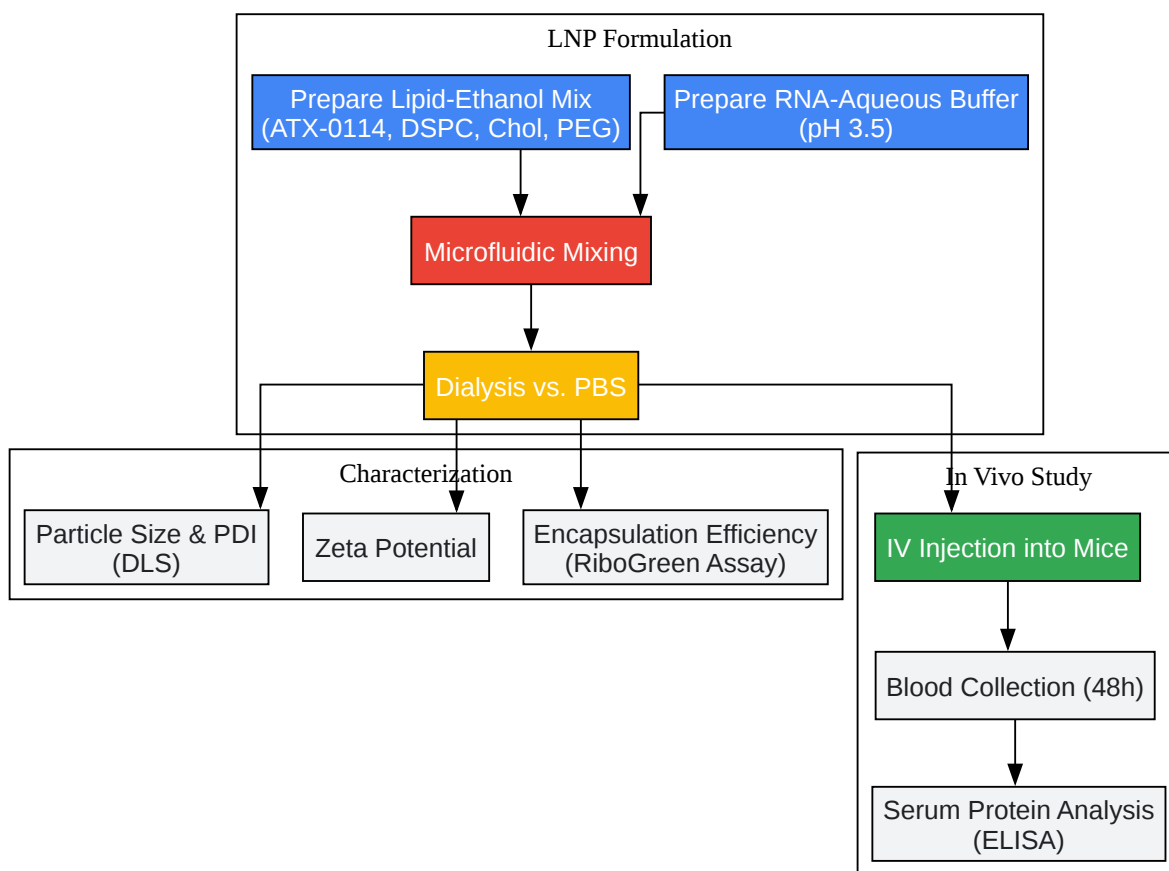 LNP Formulation
Prepare Lipid-Ethanol Mix
(ATX-0114, DSPC, Chol, PEG)
Prepare RNA-Aqueous Buffer
(pH 3.5)
Microfluidic Mixing
Dialysis vs. PBS
Characterization
Particle Size & PDI
(DLS)
Zeta Potential
Encapsulation Efficiency
(RiboGreen Assay)
In Vivo Study
IV Injection into Mice
Blood Collection (48h)
Serum Protein Analysis
(ELISA)